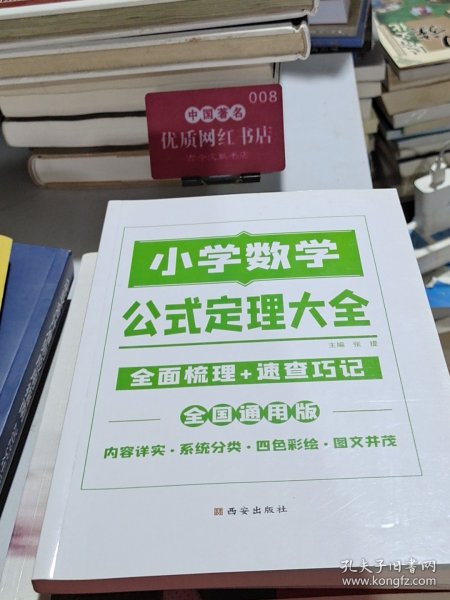 008
中国著名
优质网红书店
小学数学
公式定理大全
主编 张 提
全面梳理+速查巧记
全国通用版
内容详实·系统分类·四色彩绘·图文并茂
西安出版社
孔夫子旧书网
www.kongfz.com